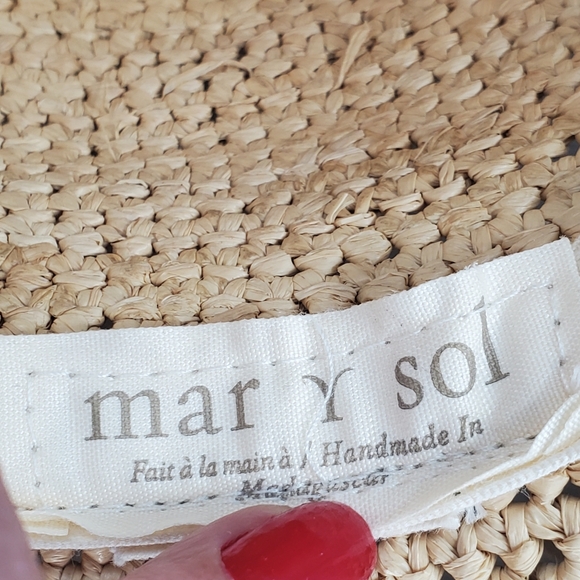 mar Y sol
Fait à la main à / Handmade In
Madagascar